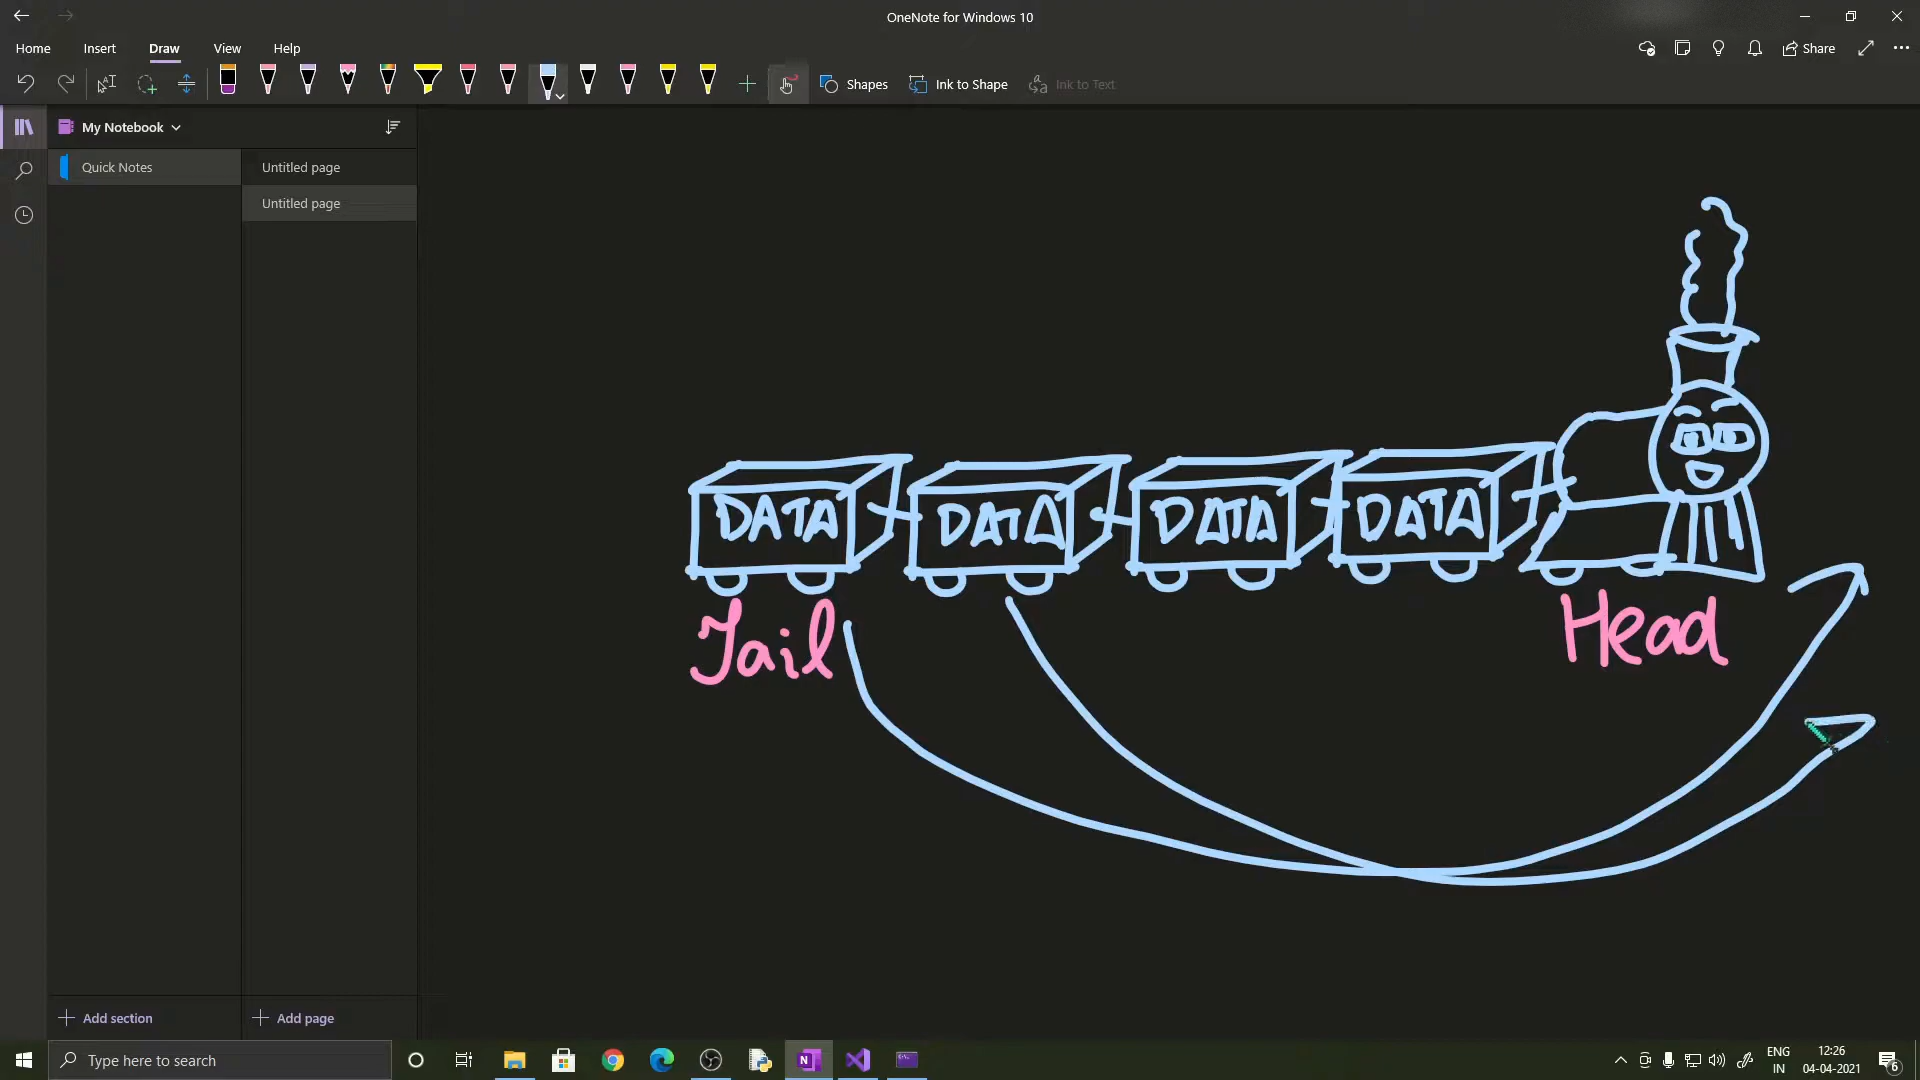 OneNote for Windows 10
Home Insert Draw View Help
Share
Shapes Ink to Shape Ink to Text
My Notebook
Quick Notes Untitled page
Untitled page
DATA DATA DATA DATA
Tail Head
Add section Add page
Type here to search
ENG 12:26
IN 04-04-2021 6